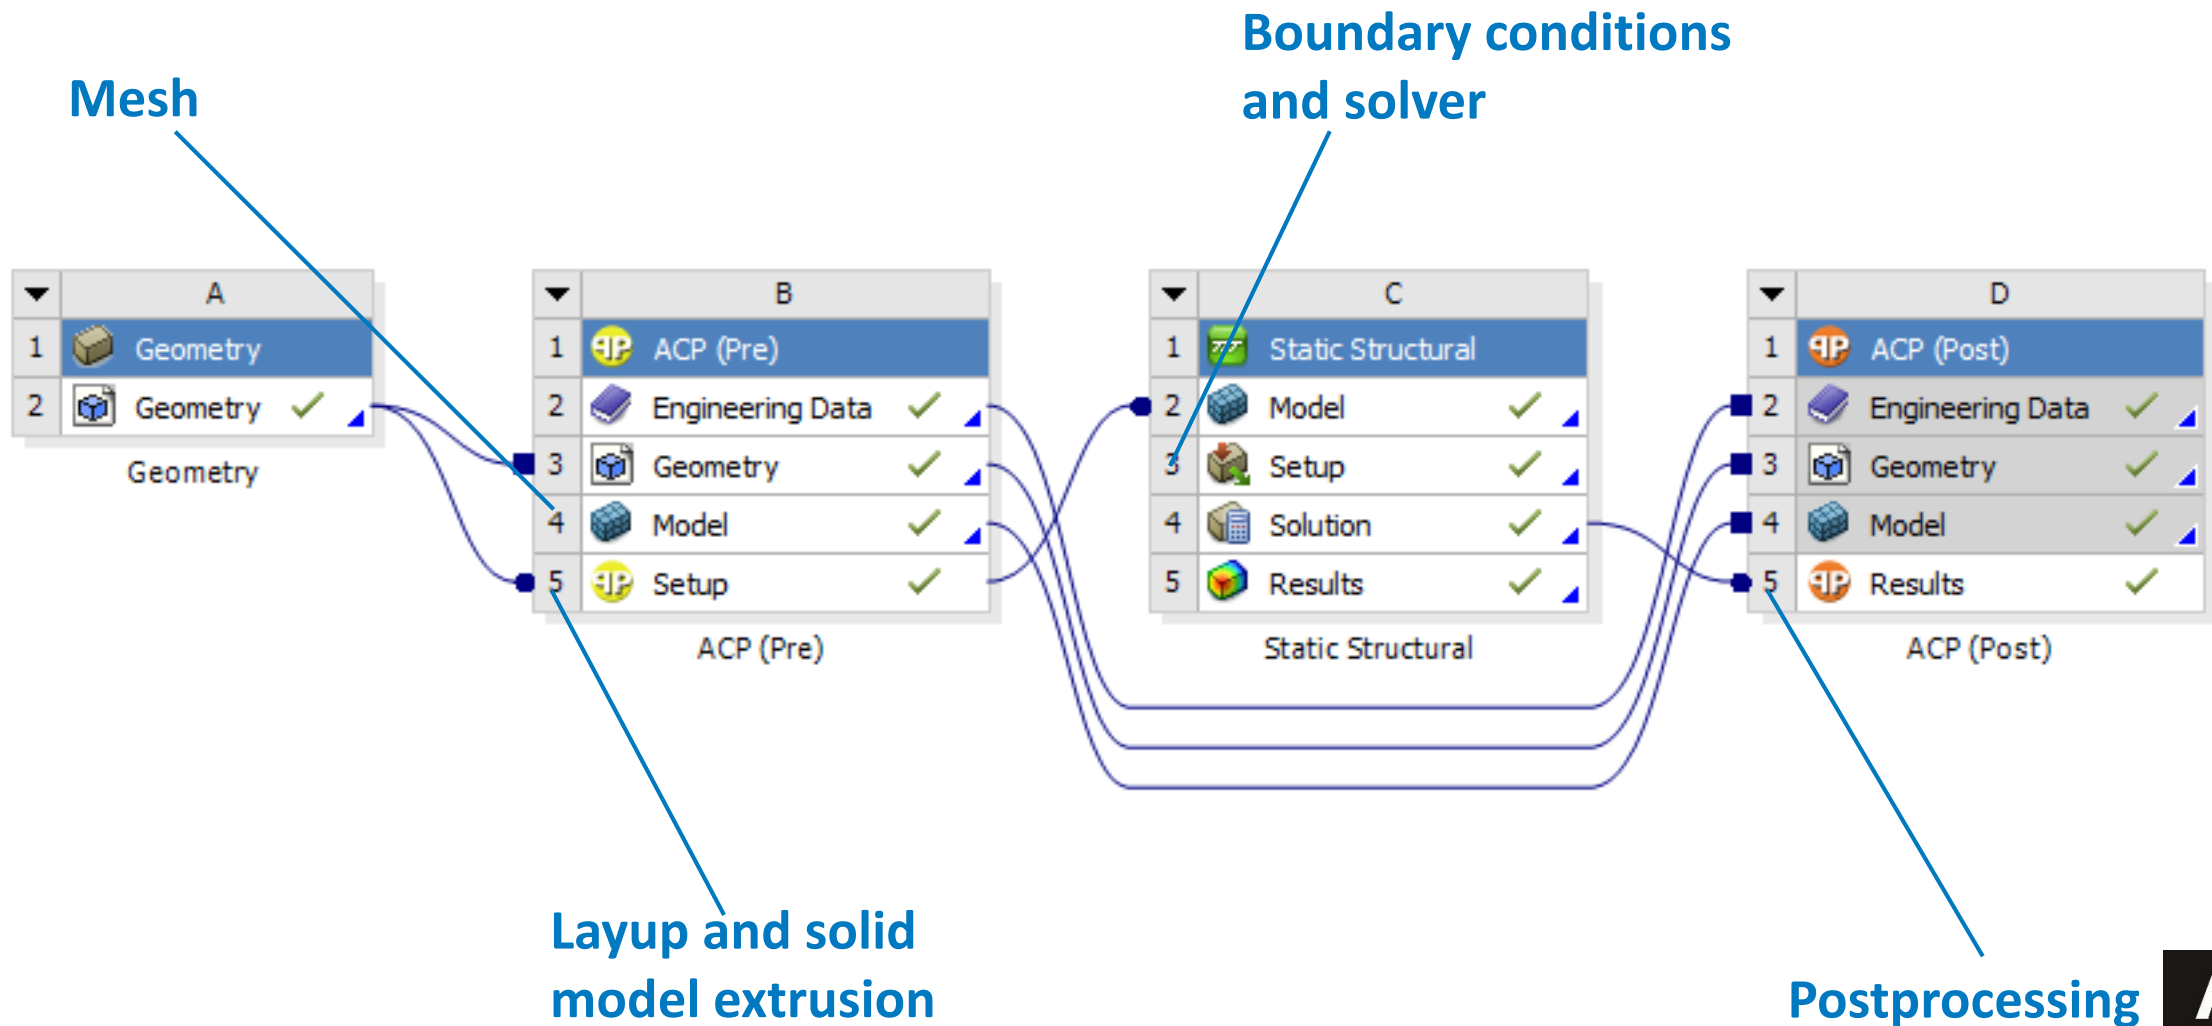 Boundary conditions
and solver
Mesh
A
1 Geometry
2 Geometry
Geometry
B
1 ACP (Pre)
2 Engineering Data
3 Geometry
4 Model
5 Setup
ACP (Pre)
C
1 Static Structural
2 Model
3 Setup
4 Solution
5 Results
Static Structural
D
1 ACP (Post)
2 Engineering Data
3 Geometry
4 Model
5 Results
ACP (Post)
Layup and solid
model extrusion
Postprocessing